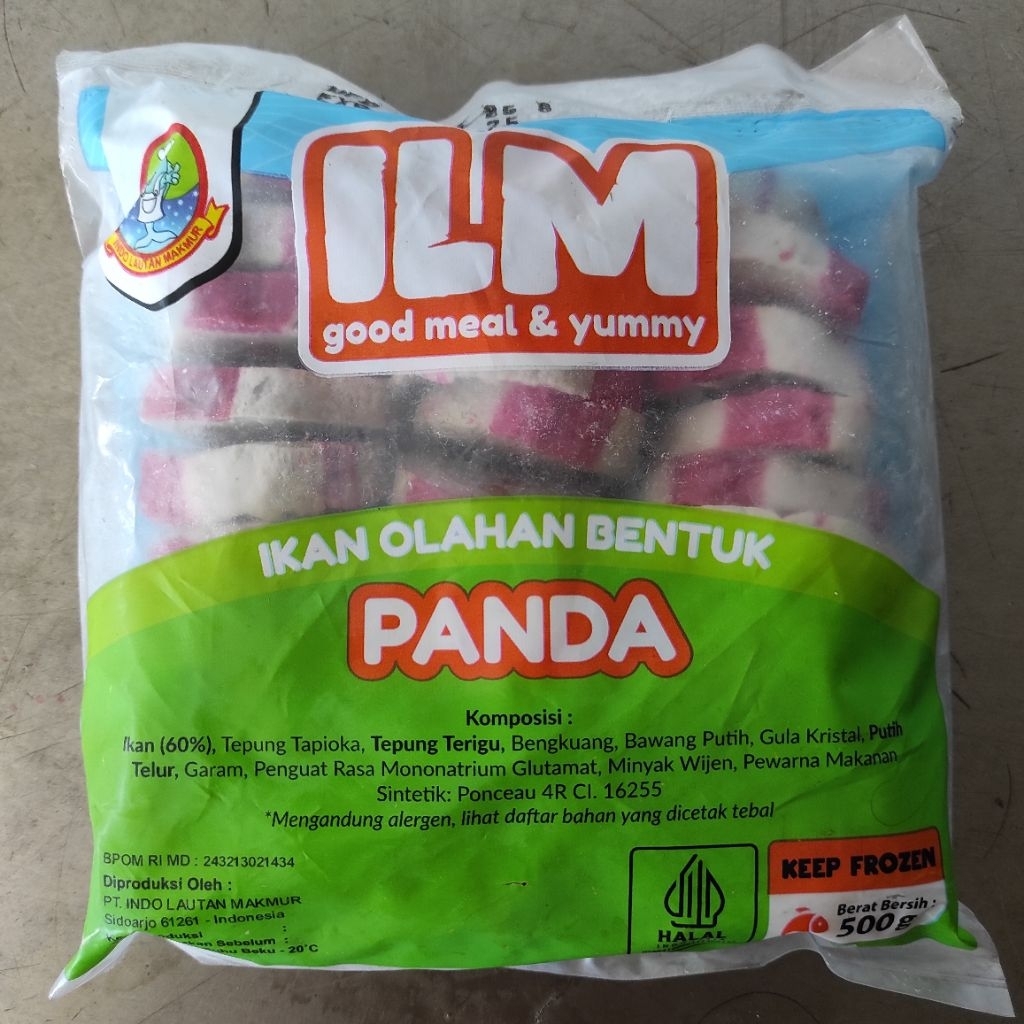 INDO LAUTAN MAKMUR
ILM
good meal & yummy
IKAN OLAHAN BENTUK
PANDA
Komposisi :
Ikan (60%), Tepung Tapioka, Tepung Terigu, Bengkuang, Bawang Putih, Gula Kristal, Putih
Telur, Garam, Penguat Rasa Mononatrium Glutamat, Minyak Wijen, Pewarna Makanan
Sintetik: Ponceau 4R CI. 16255
*Mengandung alergen, lihat daftar bahan yang dicetak tebal
BPOM RI MD : 243213021434
Diproduksi Oleh :
PT. INDO LAUTAN MAKMUR
Sidoarjo 61261 - Indonesia
Sebelum :
Beku - 20°C
HALAL
KEEP FROZEN
Berat Bersih :
500 g